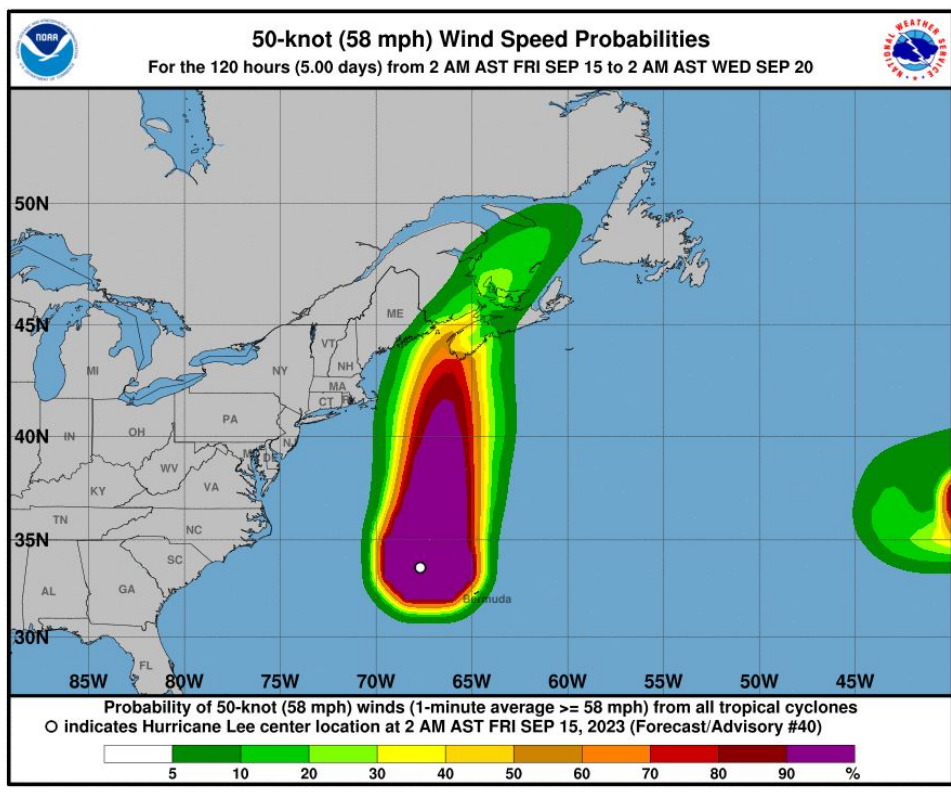 50-knot (58 mph) Wind Speed Probabilities
For the 120 hours (5.00 days) from 2 AM AST FRI SEP 15 to 2 AM AST WED SEP 20
NOAA
50N
45N
ME
VT
NH
MI
NY
MA
CT
PA
40N
IN
OH
NJ
DE
WV
KY
VA
TN
NC
35N
SC
AL
GA
Bermuda
30N
FL
85W 80W 75W 70W 65W 60W 55W 50W 45W
Probability of 50-knot (58 mph) winds (1-minute average >= 58 mph) from all tropical cyclones
indicates Hurricane Lee center location at 2 AM AST FRI SEP 15, 2023 (Forecast/Advisory #40)
5 10 20 30 40 50 60 70 80 90 %